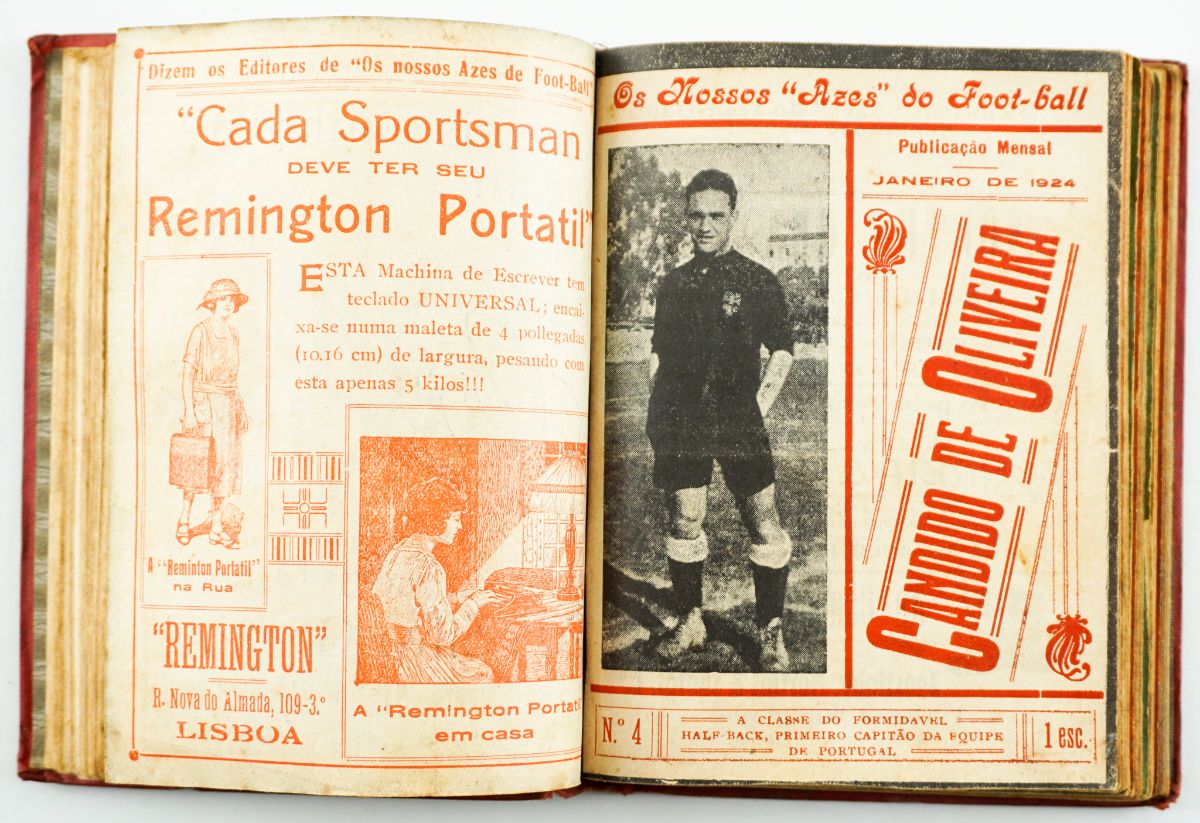 Dizem os Editores de "Os nossos Azes de Foot-Ball"
"Cada Sportsman
DEVE TER SEU
Remington Portatil"
ESTA Machina de Escrever tem
teclado UNIVERSAL; encai-
xa-se numa maleta de 4 pollegadas
(10.16 cm) de largura, pesando com
esta apenas 5 kilos!!!
A "Reminton Portatil"
na Rua
"REMINGTON"
R. Nova do Almada, 109-3.º
LISBOA
A "Remington Portatil
em casa
Os Nossos "Azes" do Foot-ball
Publicação Mensal
JANEIRO DE 1924
CANDIDO DE OLIVEIRA
N.º 4
A CLASSE DO FORMIDAVEL
HALF-BACK, PRIMEIRO CAPITÃO DA EQUIPE
DE PORTUGAL
1 esc.